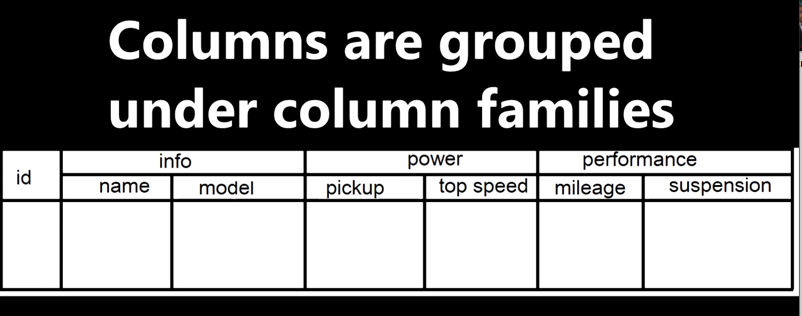 Columns are grouped
under column families
id info power performance
name model pickup top speed mileage suspension